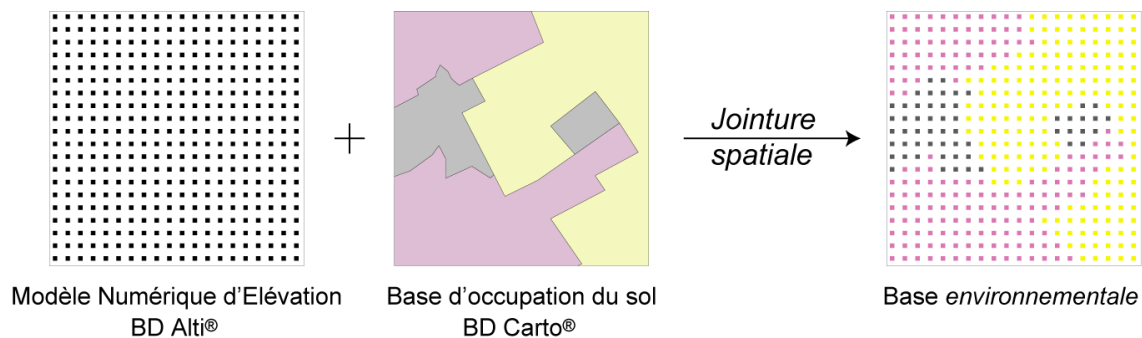 Jointure
spatiale
Modèle Numérique d'Elévation
BD Alti®
Base d'occupation du sol
BD Carto®
Base environnementale